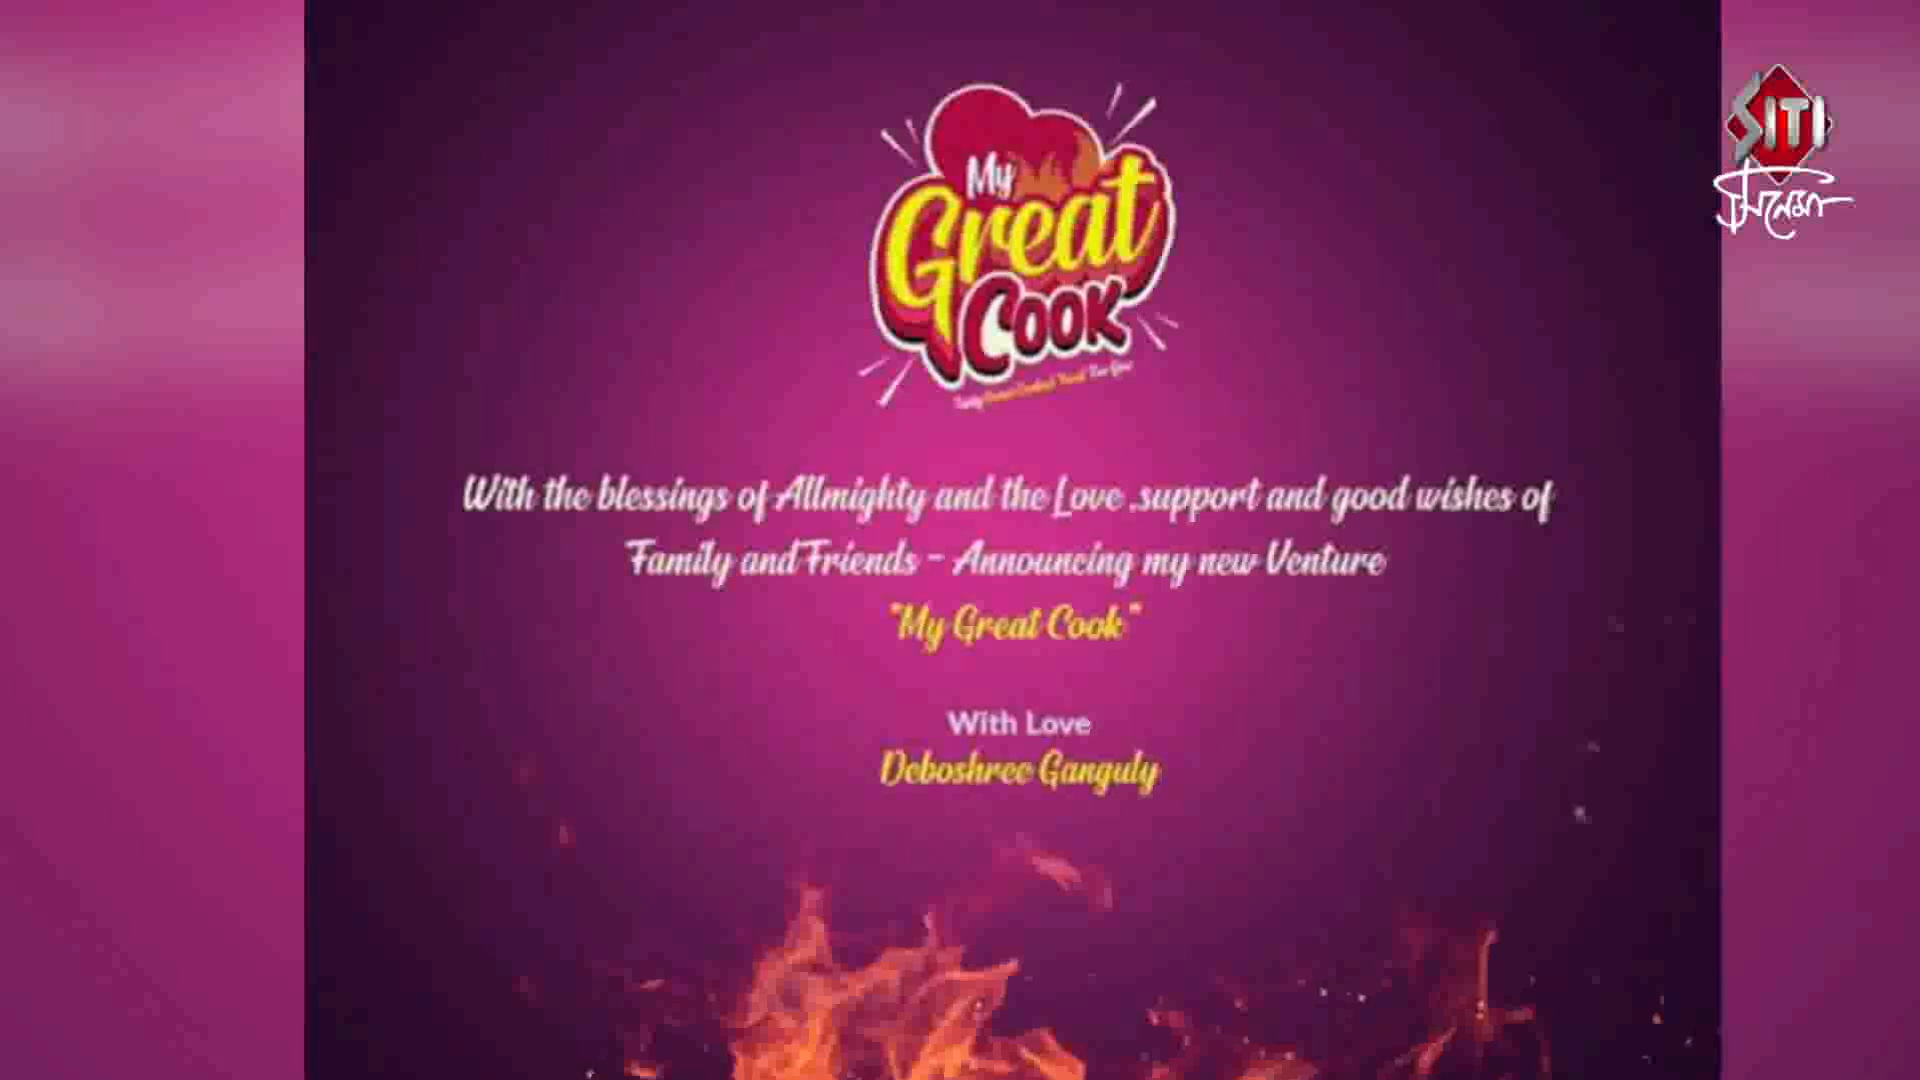 SITI
সিনেমা
My
Great
Cook
With the blessings of Allmighty and the Love ,support and good wishes of
Family and Friends - Announcing my new Venture
"My Great Cook"
With Love
Deboshree Ganguly